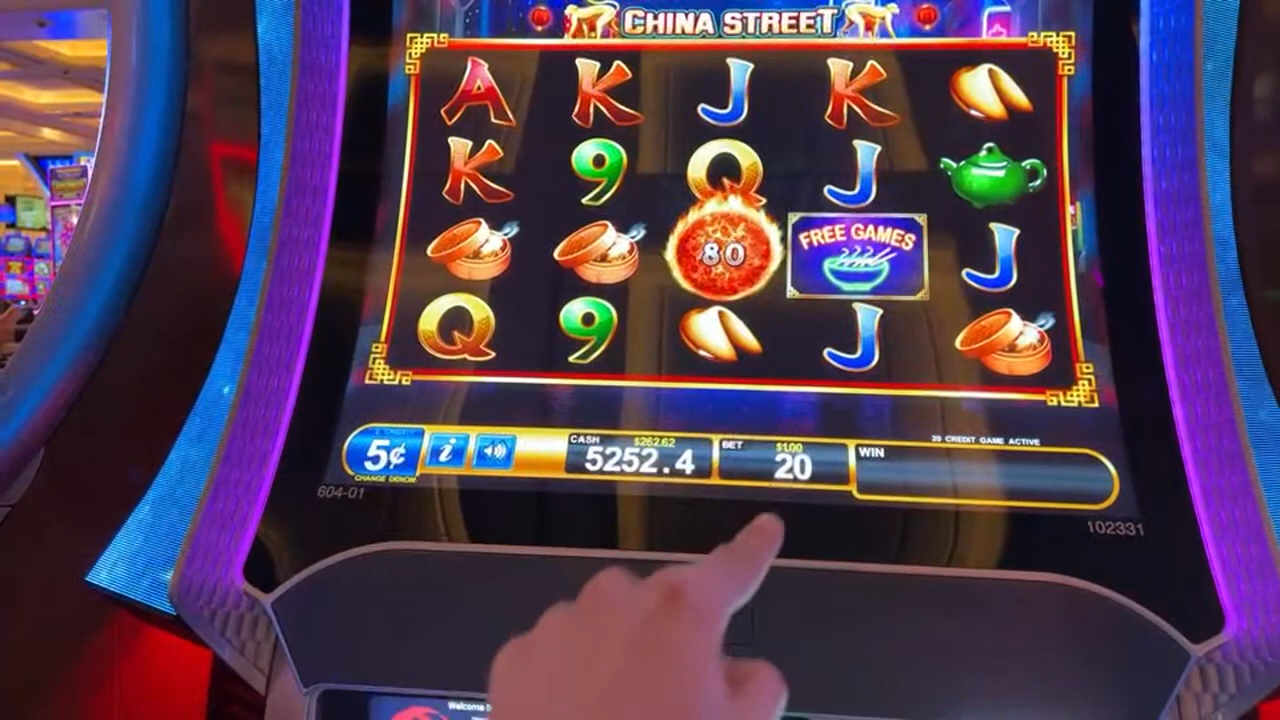 CHINA STREET
A K J K
K 9 Q J
80 FREE GAMES J
Q 9 J
5¢ CHANGE DENOM
i
CASH $262.62 5252.4
BET $1.00 20
20 CREDIT GAME ACTIVE
WIN
604-01
102331
Welcome